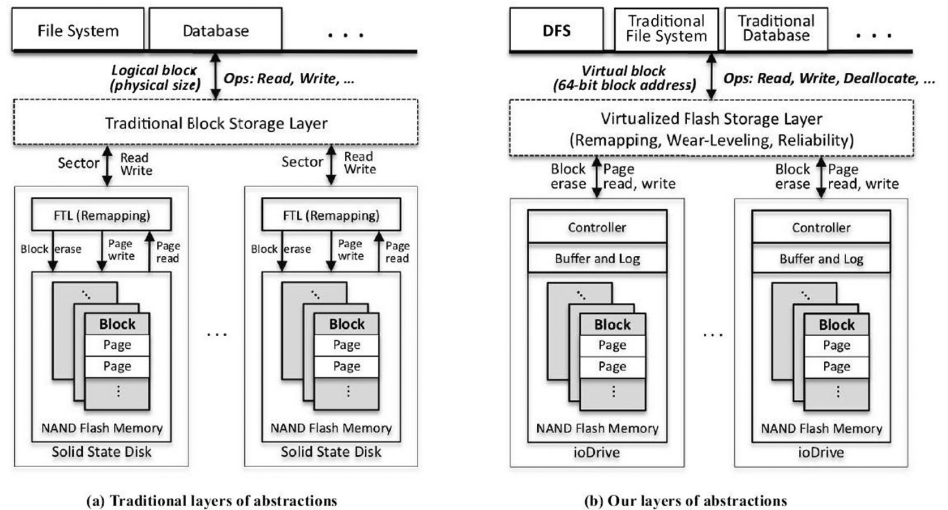 File System
Database
. . .
Logical block
(physical size)
Ops: Read, Write, ...
Traditional Block Storage Layer
Sector
Read
Write
Sector
Read
Write
FTL (Remapping)
Block erase
Page
write
Page
read
Block
Page
Page
NAND Flash Memory
Solid State Disk
...
FTL (Remapping)
Block erase
Page
write
Page
read
Block
Page
Page
NAND Flash Memory
Solid State Disk
(a) Traditional layers of abstractions
DFS
Traditional
File System
Traditional
Database
. . .
Virtual block
(64-bit block address)
Ops: Read, Write, Deallocate, ...
Virtualized Flash Storage Layer
(Remapping, Wear-Leveling, Reliability)
Block
erase
Page
read, write
Block
erase
Page
read, write
Controller
Buffer and Log
Block
Page
Page
NAND Flash Memory
ioDrive
...
Controller
Buffer and Log
Block
Page
Page
NAND Flash Memory
ioDrive
(b) Our layers of abstractions